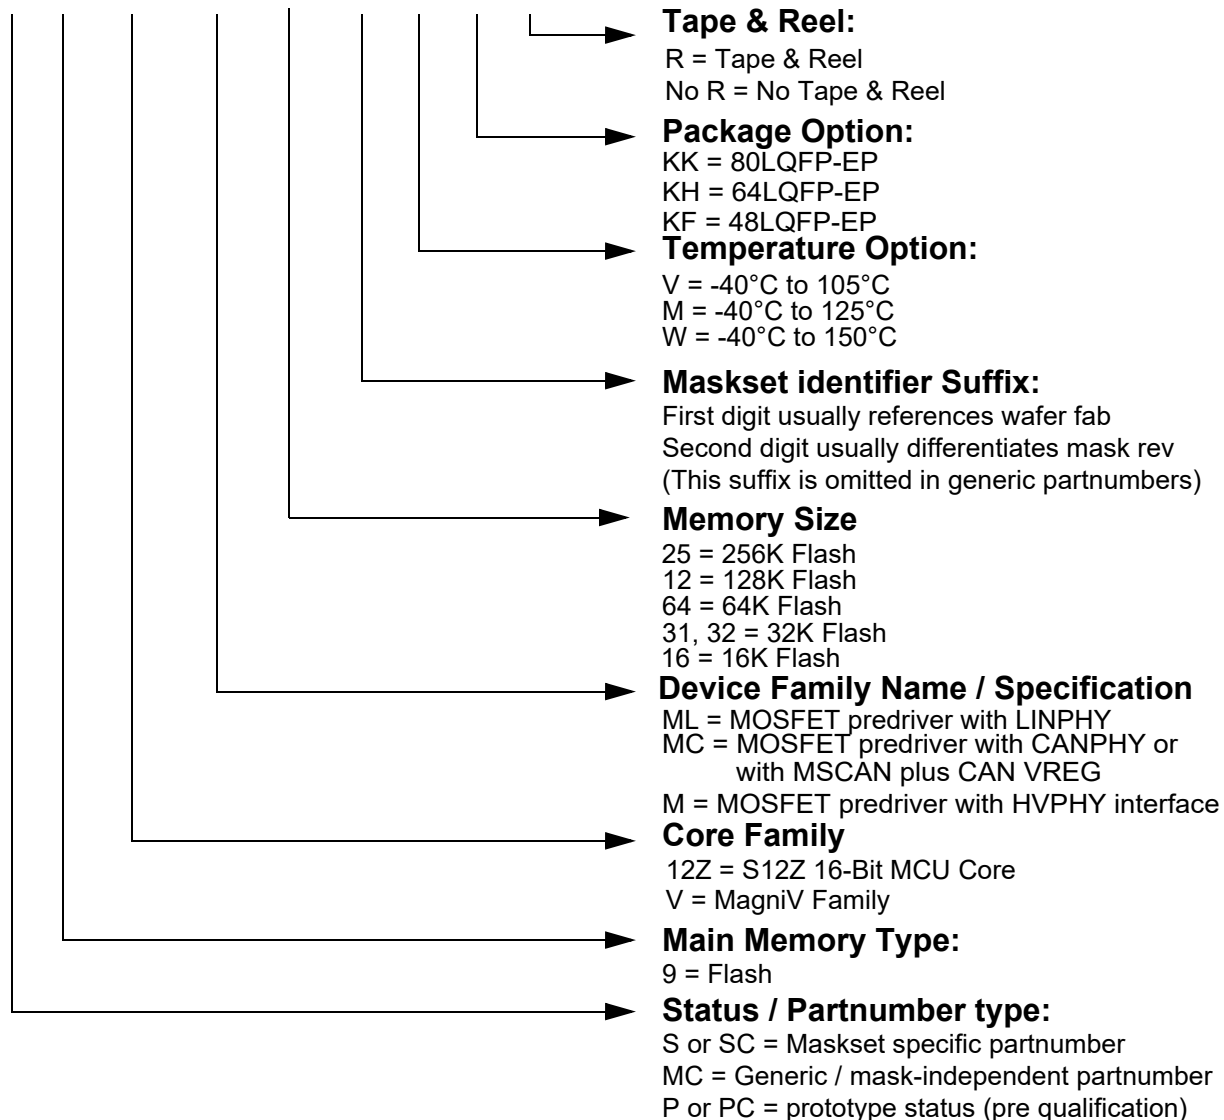 Tape & Reel:
R = Tape & Reel
No R = No Tape & Reel
Package Option:
KK = 80LQFP-EP
KH = 64LQFP-EP
KF = 48LQFP-EP
Temperature Option:
V = -40°C to 105°C
M = -40°C to 125°C
W = -40°C to 150°C
Maskset identifier Suffix:
First digit usually references wafer fab
Second digit usually differentiates mask rev
(This suffix is omitted in generic partnumbers)
Memory Size
25 = 256K Flash
12 = 128K Flash
64 = 64K Flash
31, 32 = 32K Flash
16 = 16K Flash
Device Family Name / Specification
ML = MOSFET predriver with LINPHY
MC = MOSFET predriver with CANPHY or
with MSCAN plus CAN VREG
M = MOSFET predriver with HVPHY interface
Core Family
12Z = S12Z 16-Bit MCU Core
V = MagniV Family
Main Memory Type:
9 = Flash
Status / Partnumber type:
S or SC = Maskset specific partnumber
MC = Generic / mask-independent partnumber
P or PC = prototype status (pre qualification)